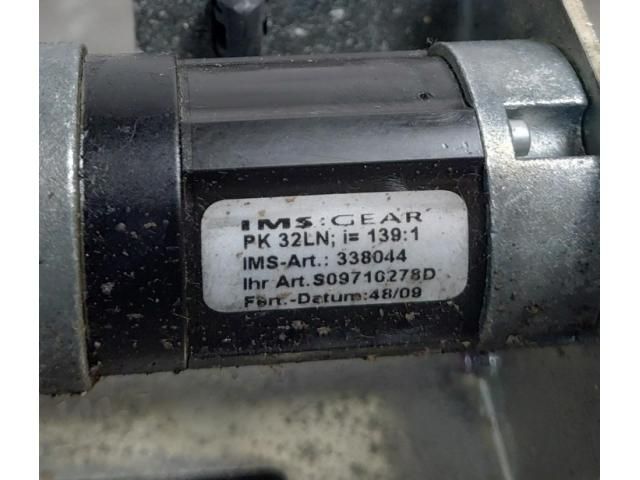 IMS:GEAR
PK 32LN; i= 139:1
IMS-Art.: 338044
Ihr Art.S09710278D
Fert.-Datum:48/09